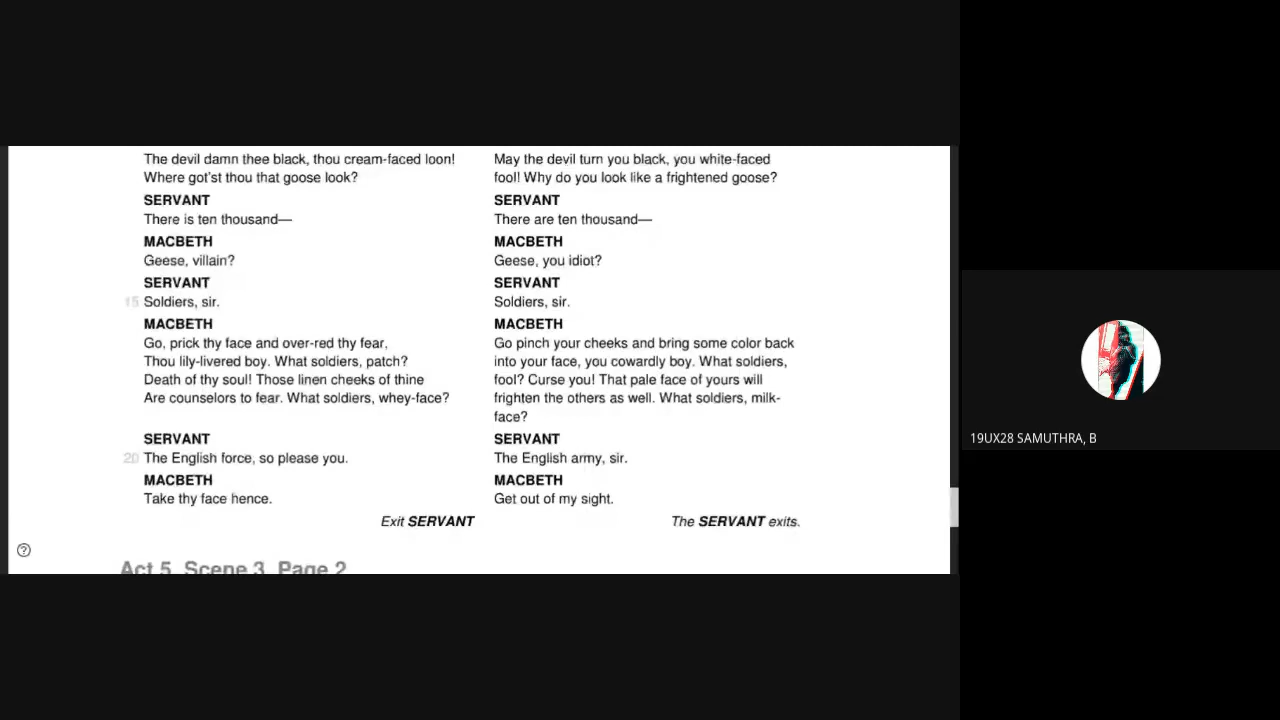 The devil damn thee black, thou cream-faced loon!
Where got'st thou that goose look?
SERVANT
There is ten thousand—
MACBETH
Geese, villain?
SERVANT
15 Soldiers, sir.
MACBETH
Go, prick thy face and over-red thy fear,
Thou lily-livered boy. What soldiers, patch?
Death of thy soul! Those linen cheeks of thine
Are counselors to fear. What soldiers, whey-face?
SERVANT
20 The English force, so please you.
MACBETH
Take thy face hence.
Exit SERVANT
May the devil turn you black, you white-faced
fool! Why do you look like a frightened goose?
SERVANT
There are ten thousand—
MACBETH
Geese, you idiot?
SERVANT
Soldiers, sir.
MACBETH
Go pinch your cheeks and bring some color back
into your face, you cowardly boy. What soldiers,
fool? Curse you! That pale face of yours will
frighten the others as well. What soldiers, milk-
face?
SERVANT
The English army, sir.
MACBETH
Get out of my sight.
The SERVANT exits.
Act 5, Scene 3, Page 2
19UX28 SAMUTHRA, B